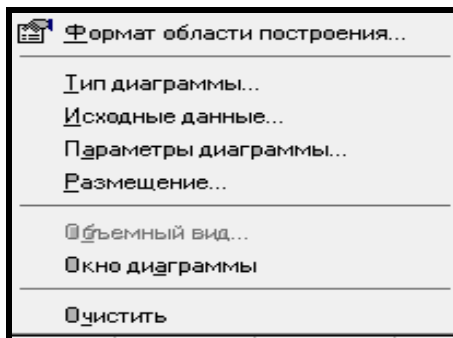 Формат области построения...
Тип диаграммы...
Исходные данные...
Параметры диаграммы...
Размещение...
Объемный вид...
Окно диаграммы
Очистить